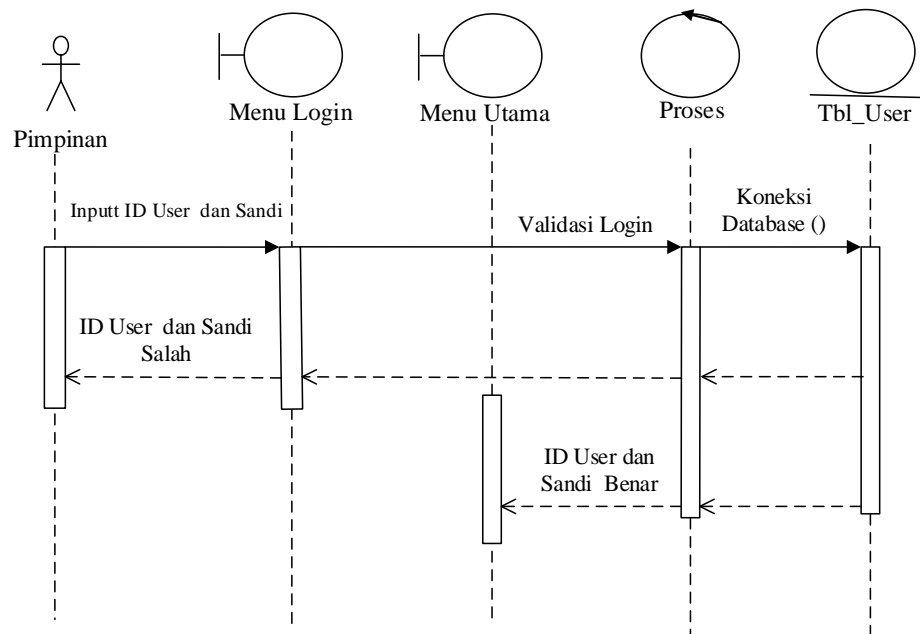 Pimpinan
Menu Login
Menu Utama
Proses
Tbl_User
Inputt ID User dan Sandi
Validasi Login
Koneksi
Database ()
ID User dan Sandi
Salah
ID User dan
Sandi Benar